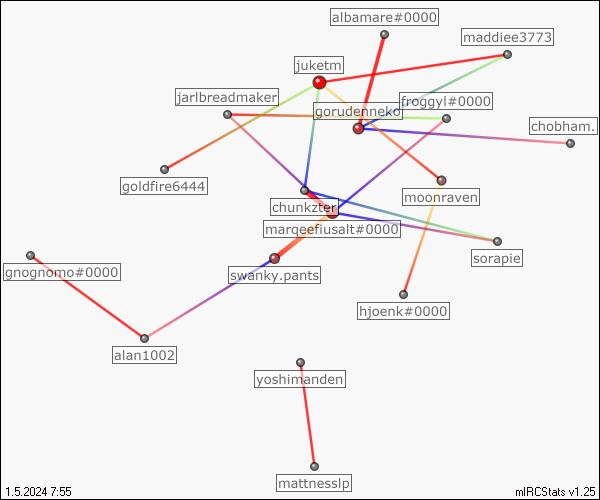 albamare#0000
maddiee3773
juketm
jarlbreadmaker
froggyl#0000
gorudenneko
chobham.
goldfire6444
moonraven
chunkzter
marqeefiusalt#0000
sorapie
gnognomo#0000
swanky.pants
hjoenk#0000
alan1002
yoshimanden
mattnesslp
1.5.2024 7:55
mIRCStats v1.25